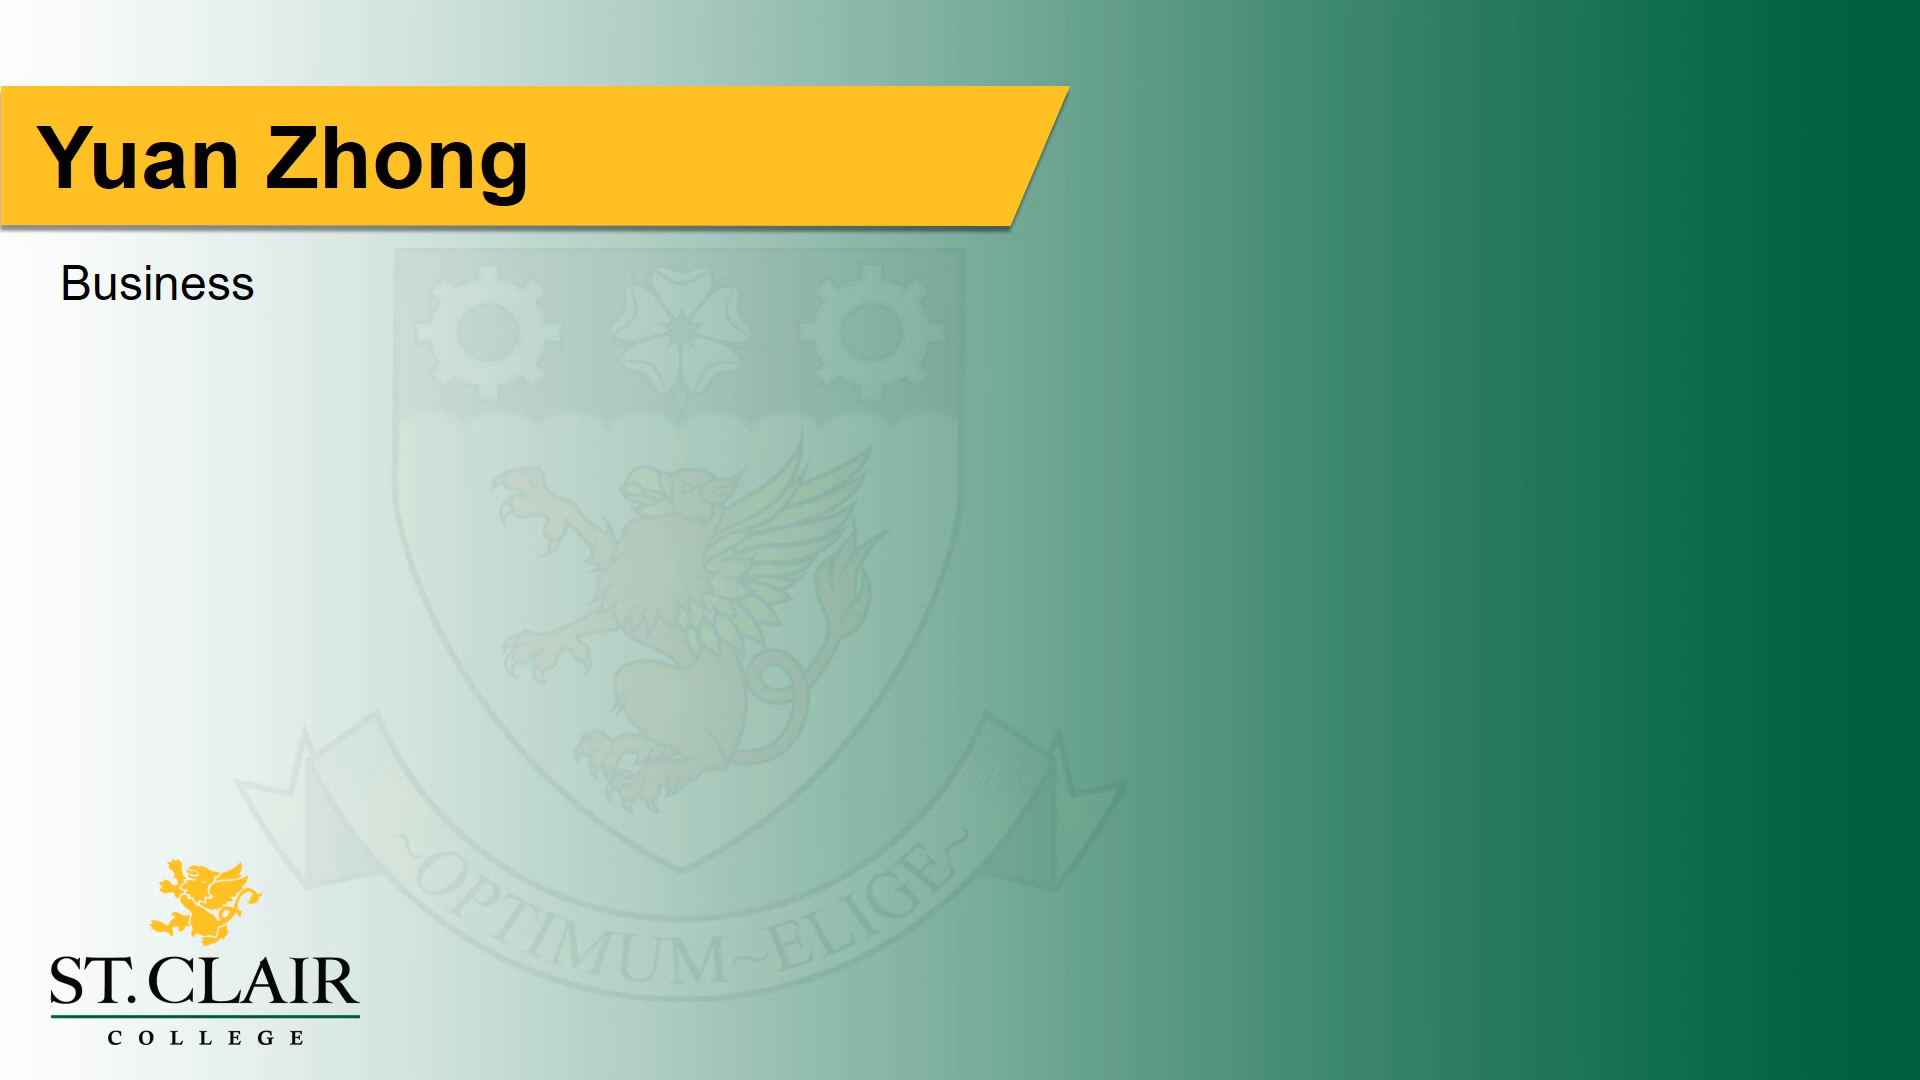 Yuan Zhong
Business
~OPTIMUM~ELIGE~
ST. CLAIR
COLLEGE